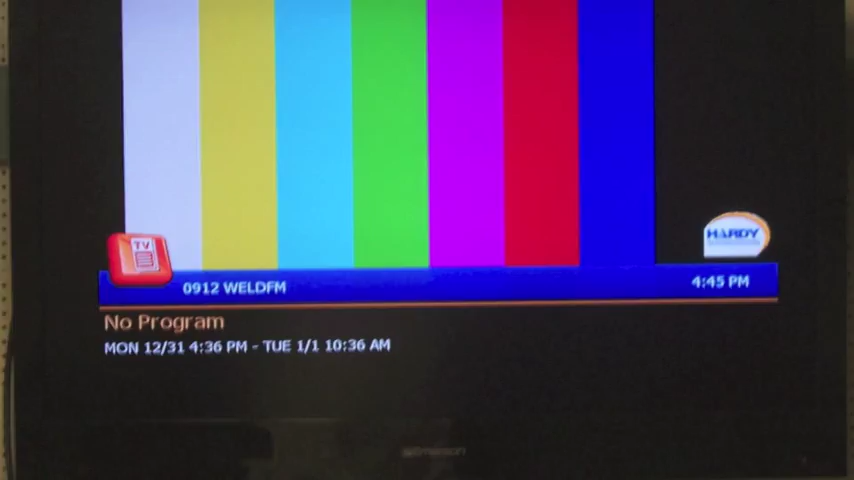 TV
HARDY
0912 WELDFM
4:45 PM
No Program
MON 12/31 4:36 PM - TUE 1/1 10:36 AM